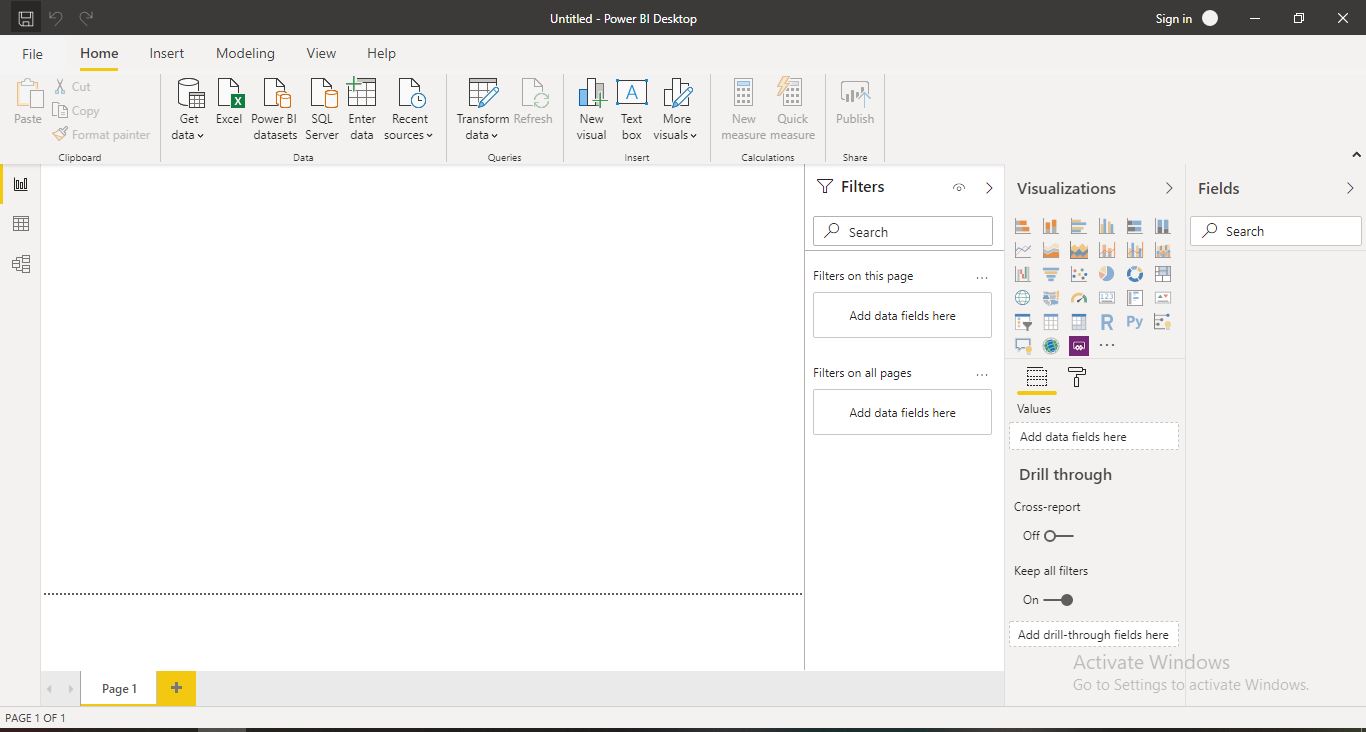 Untitled - Power BI Desktop
Sign in
File Home Insert Modeling View Help
Paste
Cut
Copy
Format painter
Clipboard
Get data
Excel
Power BI datasets
SQL Server
Enter data
Recent sources
Data
Transform data
Refresh
Queries
New visual
Text box
A
More visuals
Insert
New measure
Quick measure
Calculations
Publish
Share
Filters
Search
Filters on this page
...
Add data fields here
Filters on all pages
...
Add data fields here
Visualizations
123
R
Py
...
Values
Add data fields here
Drill through
Cross-report
Off
Keep all filters
On
Add drill-through fields here
Fields
Search
Activate Windows
Go to Settings to activate Windows.
Page 1
+
PAGE 1 OF 1